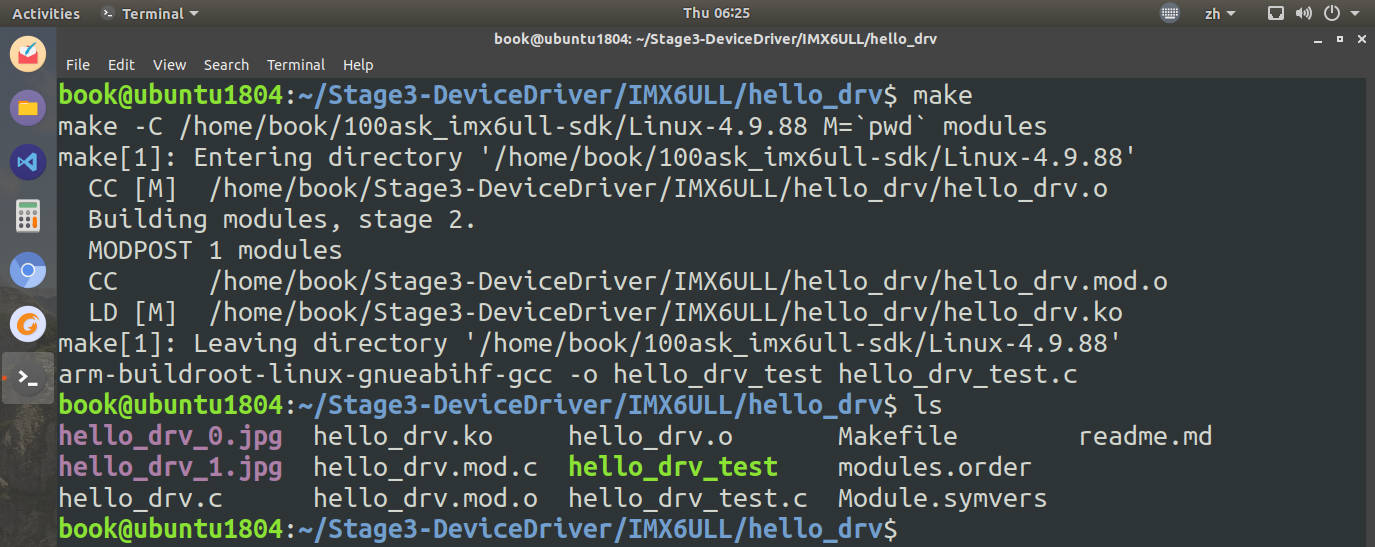 Activities Terminal Thu 06:25 zh
book@ubuntu1804: ~/Stage3-DeviceDriver/IMX6ULL/hello_drv
File Edit View Search Terminal Help
book@ubuntu1804:~/Stage3-DeviceDriver/IMX6ULL/hello_drv$ make
make -C /home/book/100ask_imx6ull-sdk/Linux-4.9.88 M=`pwd` modules
make[1]: Entering directory '/home/book/100ask_imx6ull-sdk/Linux-4.9.88'
  CC [M]  /home/book/Stage3-DeviceDriver/IMX6ULL/hello_drv/hello_drv.o
  Building modules, stage 2.
  MODPOST 1 modules
  CC      /home/book/Stage3-DeviceDriver/IMX6ULL/hello_drv/hello_drv.mod.o
  LD [M]  /home/book/Stage3-DeviceDriver/IMX6ULL/hello_drv/hello_drv.ko
make[1]: Leaving directory '/home/book/100ask_imx6ull-sdk/Linux-4.9.88'
arm-buildroot-linux-gnueabihf-gcc -o hello_drv_test hello_drv_test.c
book@ubuntu1804:~/Stage3-DeviceDriver/IMX6ULL/hello_drv$ ls
hello_drv_0.jpg  hello_drv.ko     hello_drv.o       Makefile        readme.md
hello_drv_1.jpg  hello_drv.mod.c  hello_drv_test    modules.order
hello_drv.c      hello_drv.mod.o  hello_drv_test.c  Module.symvers
book@ubuntu1804:~/Stage3-DeviceDriver/IMX6ULL/hello_drv$